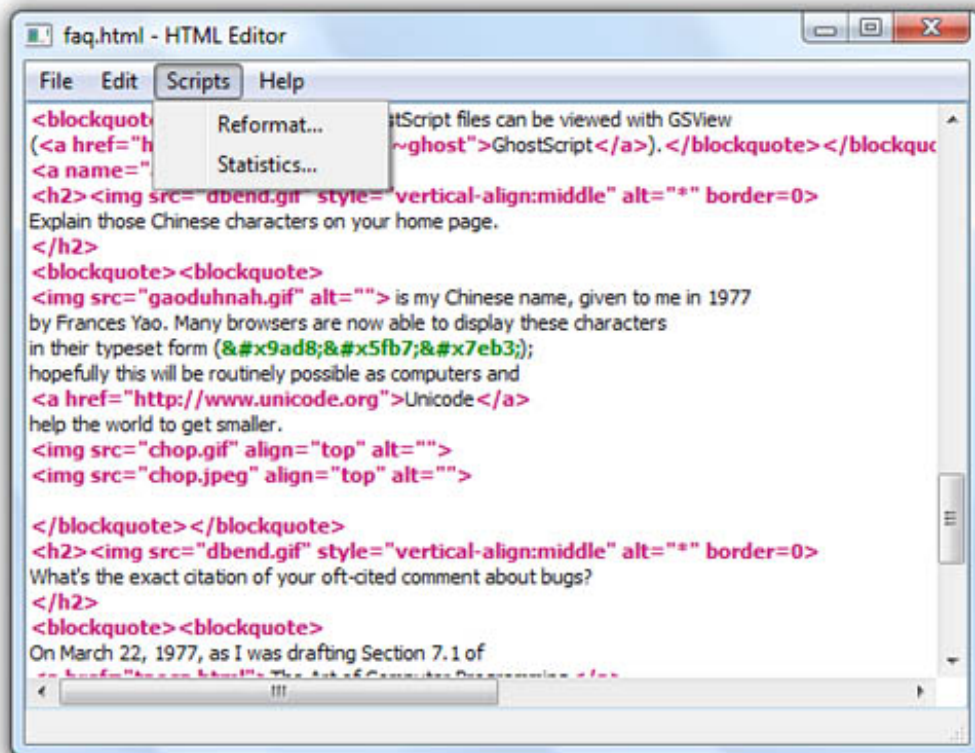 faq.html - HTML Editor
File Edit Scripts Help
Reformat...
Statistics...
<blockquot tScript files can be viewed with GSView
(<a href="h ~ghost">GhostScript</a>).</blockquote></blockquo
<a name="
<h2><img src="dbend.gif" style="vertical-align:middle" alt="*" border=0>
Explain those Chinese characters on your home page.
</h2>
<blockquote><blockquote>
<img src="gaoduhnah.gif" alt=""> is my Chinese name, given to me in 1977
by Frances Yao. Many browsers are now able to display these characters
in their typeset form (&#x9ad8;&#x5fb7;&#x7eb3;);
hopefully this will be routinely possible as computers and
<a href="http://www.unicode.org">Unicode</a>
help the world to get smaller.
<img src="chop.gif" align="top" alt="">
<img src="chop.jpeg" align="top" alt="">
</blockquote></blockquote>
<h2><img src="dbend.gif" style="vertical-align:middle" alt="*" border=0>
What's the exact citation of your oft-cited comment about bugs?
</h2>
<blockquote><blockquote>
On March 22, 1977, as I was drafting Section 7.1 of
The Art of Computer Programming </a>